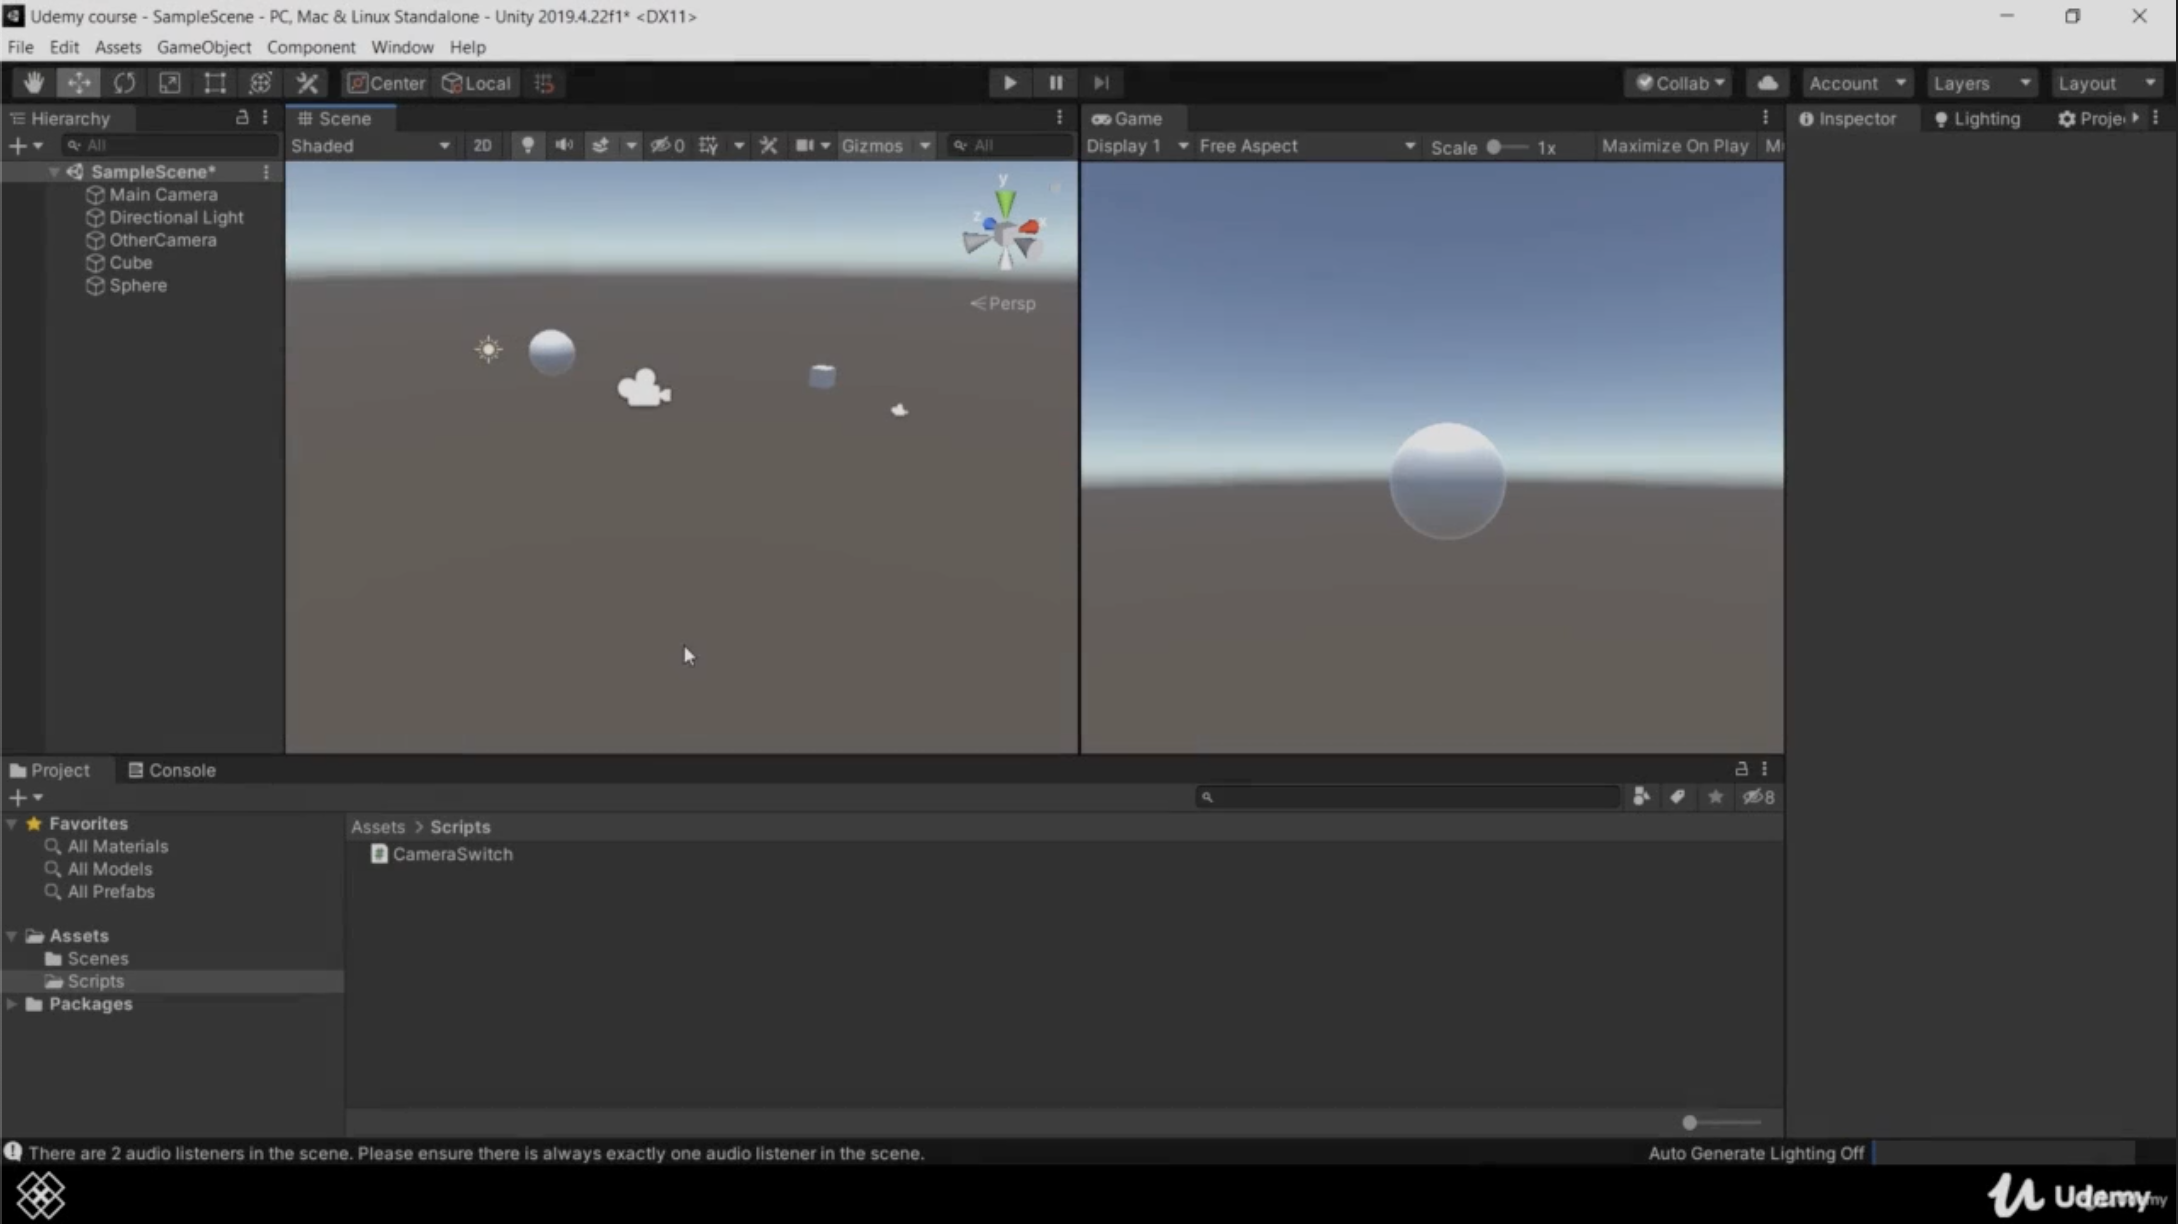 Udemy course - SampleScene - PC, Mac & Linux Standalone - Unity 2019.4.22f1* <DX11>
File Edit Assets GameObject Component Window Help
Center Local Collab Account Layers Layout
Hierarchy Scene Game Inspector Lighting Proje
All Shaded 2D 0 Gizmos All Display 1 Free Aspect Scale 1x Maximize On Play M
SampleScene*
Main Camera
Directional Light
OtherCamera
Cube
Sphere
y
z x
Persp
Project Console
8
Favorites
All Materials
All Models
All Prefabs
Assets
Scenes
Scripts
Packages
Assets > Scripts
CameraSwitch
There are 2 audio listeners in the scene. Please ensure there is always exactly one audio listener in the scene.
Auto Generate Lighting Off
Udemy